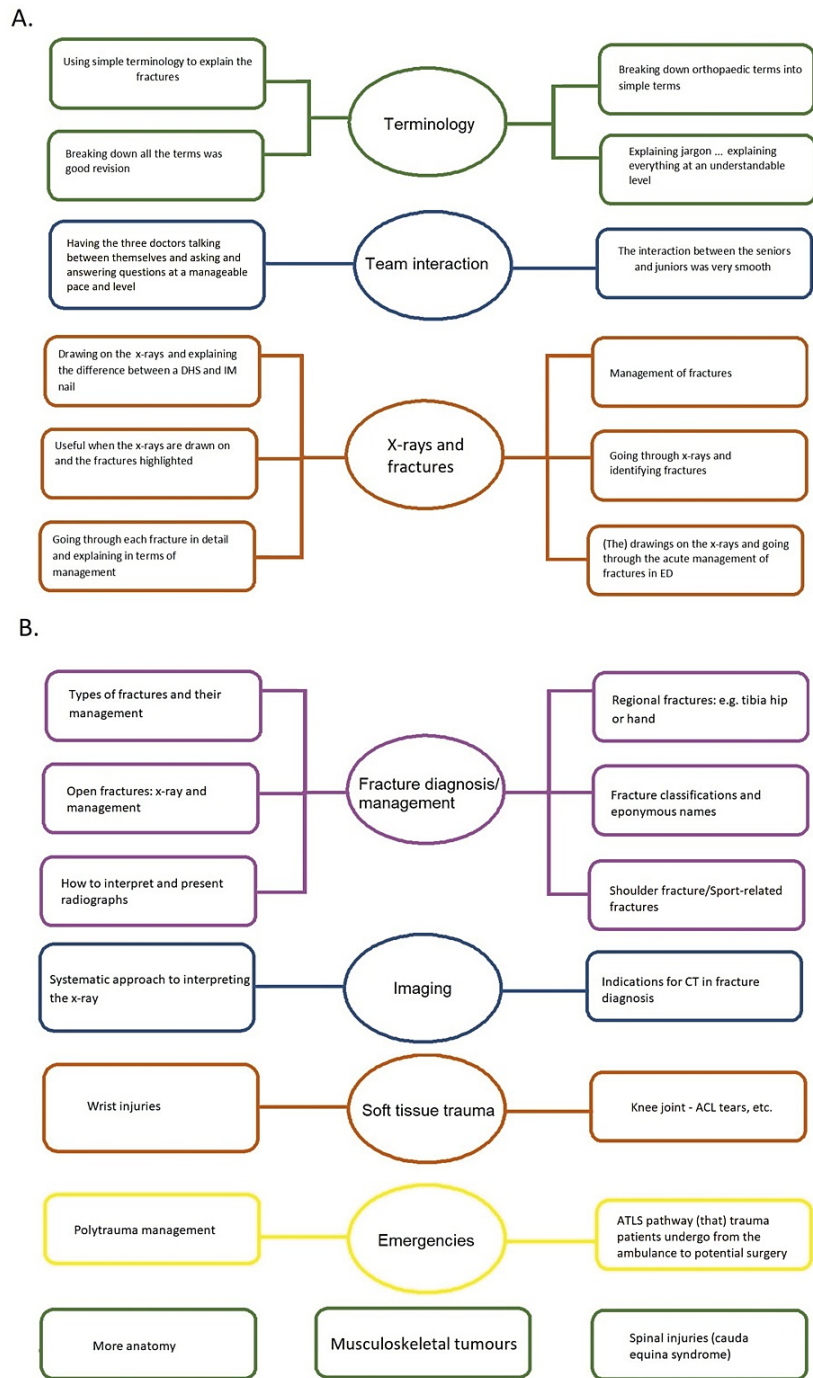 A.
Using simple terminology to explain the
fractures
Breaking down all the terms was
good revision
Terminology
Breaking down orthopaedic terms into
simple terms
Explaining jargon ... explaining
everything at an understandable
level
Having the three doctors talking
between themselves and asking and
answering questions at a manageable
pace and level
Team interaction
The interaction between the seniors
and juniors was very smooth
Drawing on the x-rays and explaining
the difference between a DHS and IM
nail
Useful when the x-rays are drawn on
and the fractures highlighted
Going through each fracture in detail
and explaining in terms of
management
X-rays and
fractures
Management of fractures
Going through x-rays and
identifying fractures
(The) drawings on the x-rays and going
through the acute management of
fractures in ED
B.
Types of fractures and their
management
Open fractures: x-ray and
management
How to interpret and present
radiographs
Fracture diagnosis/
management
Regional fractures: e.g. tibia hip
or hand
Fracture classifications and
eponymous names
Shoulder fracture/Sport-related
fractures
Systematic approach to interpreting
the x-ray
Imaging
Indications for CT in fracture
diagnosis
Wrist injuries
Soft tissue trauma
Knee joint - ACL tears, etc.
Polytrauma management
Emergencies
ATLS pathway (that) trauma
patients undergo from the
ambulance to potential surgery
More anatomy
Musculoskeletal tumours
Spinal injuries (cauda
equina syndrome)